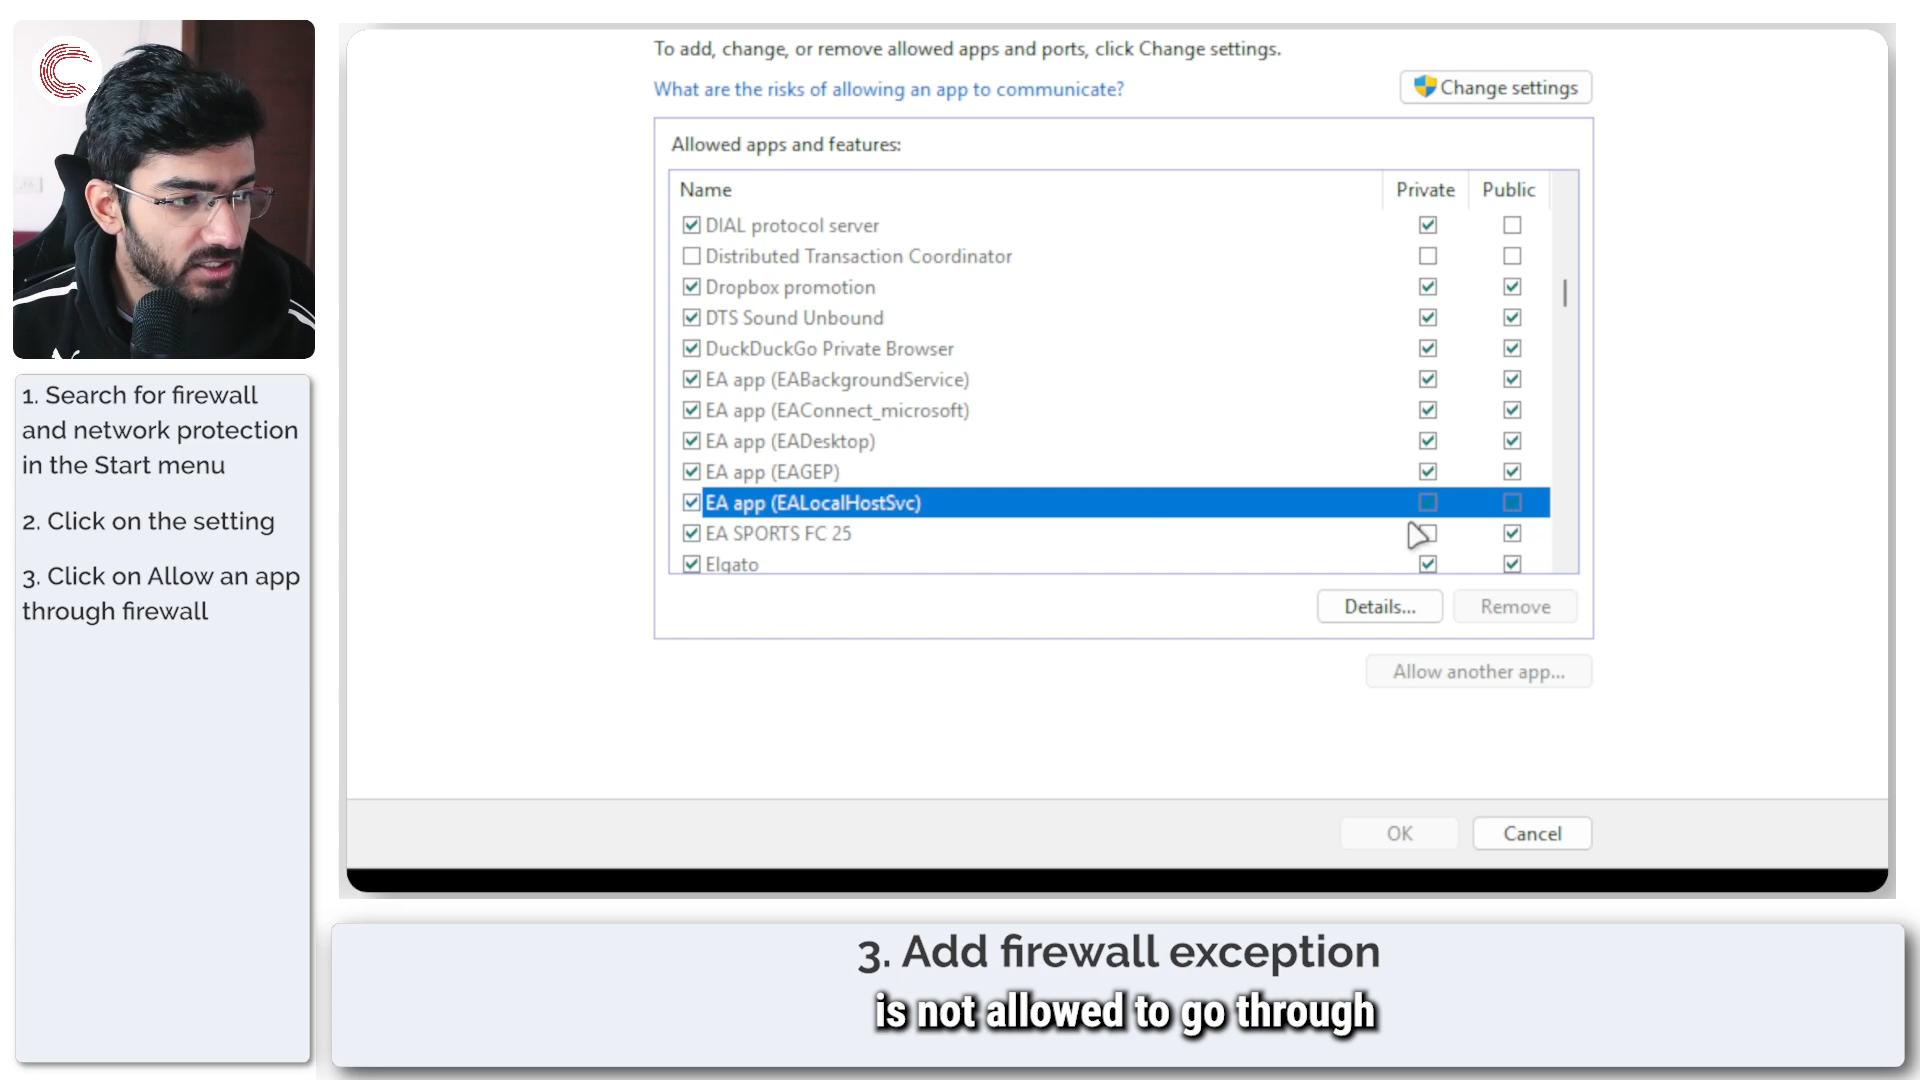 1. Search for firewall
and network protection
in the Start menu
2. Click on the setting
3. Click on Allow an app
through firewall
To add, change, or remove allowed apps and ports, click Change settings.
What are the risks of allowing an app to communicate?
Change settings
Allowed apps and features:
Name Private Public
DIAL protocol server
Distributed Transaction Coordinator
Dropbox promotion
DTS Sound Unbound
DuckDuckGo Private Browser
EA app (EABackgroundService)
EA app (EAConnect_microsoft)
EA app (EADesktop)
EA app (EAGEP)
EA app (EALocalHostSvc)
EA SPORTS FC 25
Elgato
Details... Remove
Allow another app...
OK Cancel
3. Add firewall exception
is not allowed to go through